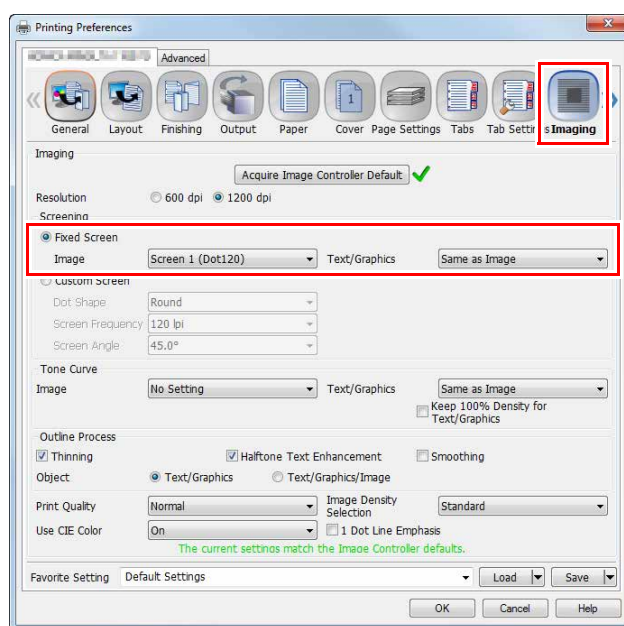 Printing Preferences
Advanced
General Layout Finishing Output Paper Cover Page Settings Tabs Tab Settin s Imaging
Imaging
Acquire Image Controller Default
Resolution 600 dpi 1200 dpi
Screening
Fixed Screen
Image Screen 1 (Dot120) Text/Graphics Same as Image
Custom Screen
Dot Shape Round
Screen Frequency 120 lpi
Screen Angle 45.0°
Tone Curve
Image No Setting Text/Graphics Same as Image
Keep 100% Density for
Text/Graphics
Outline Process
Thinning Halftone Text Enhancement Smoothing
Object Text/Graphics Text/Graphics/Image
Print Quality Normal Image Density
Selection Standard
Use CIE Color On 1 Dot Line Emphasis
The current settings match the Image Controller defaults.
Favorite Setting Default Settings Load Save
OK Cancel Help